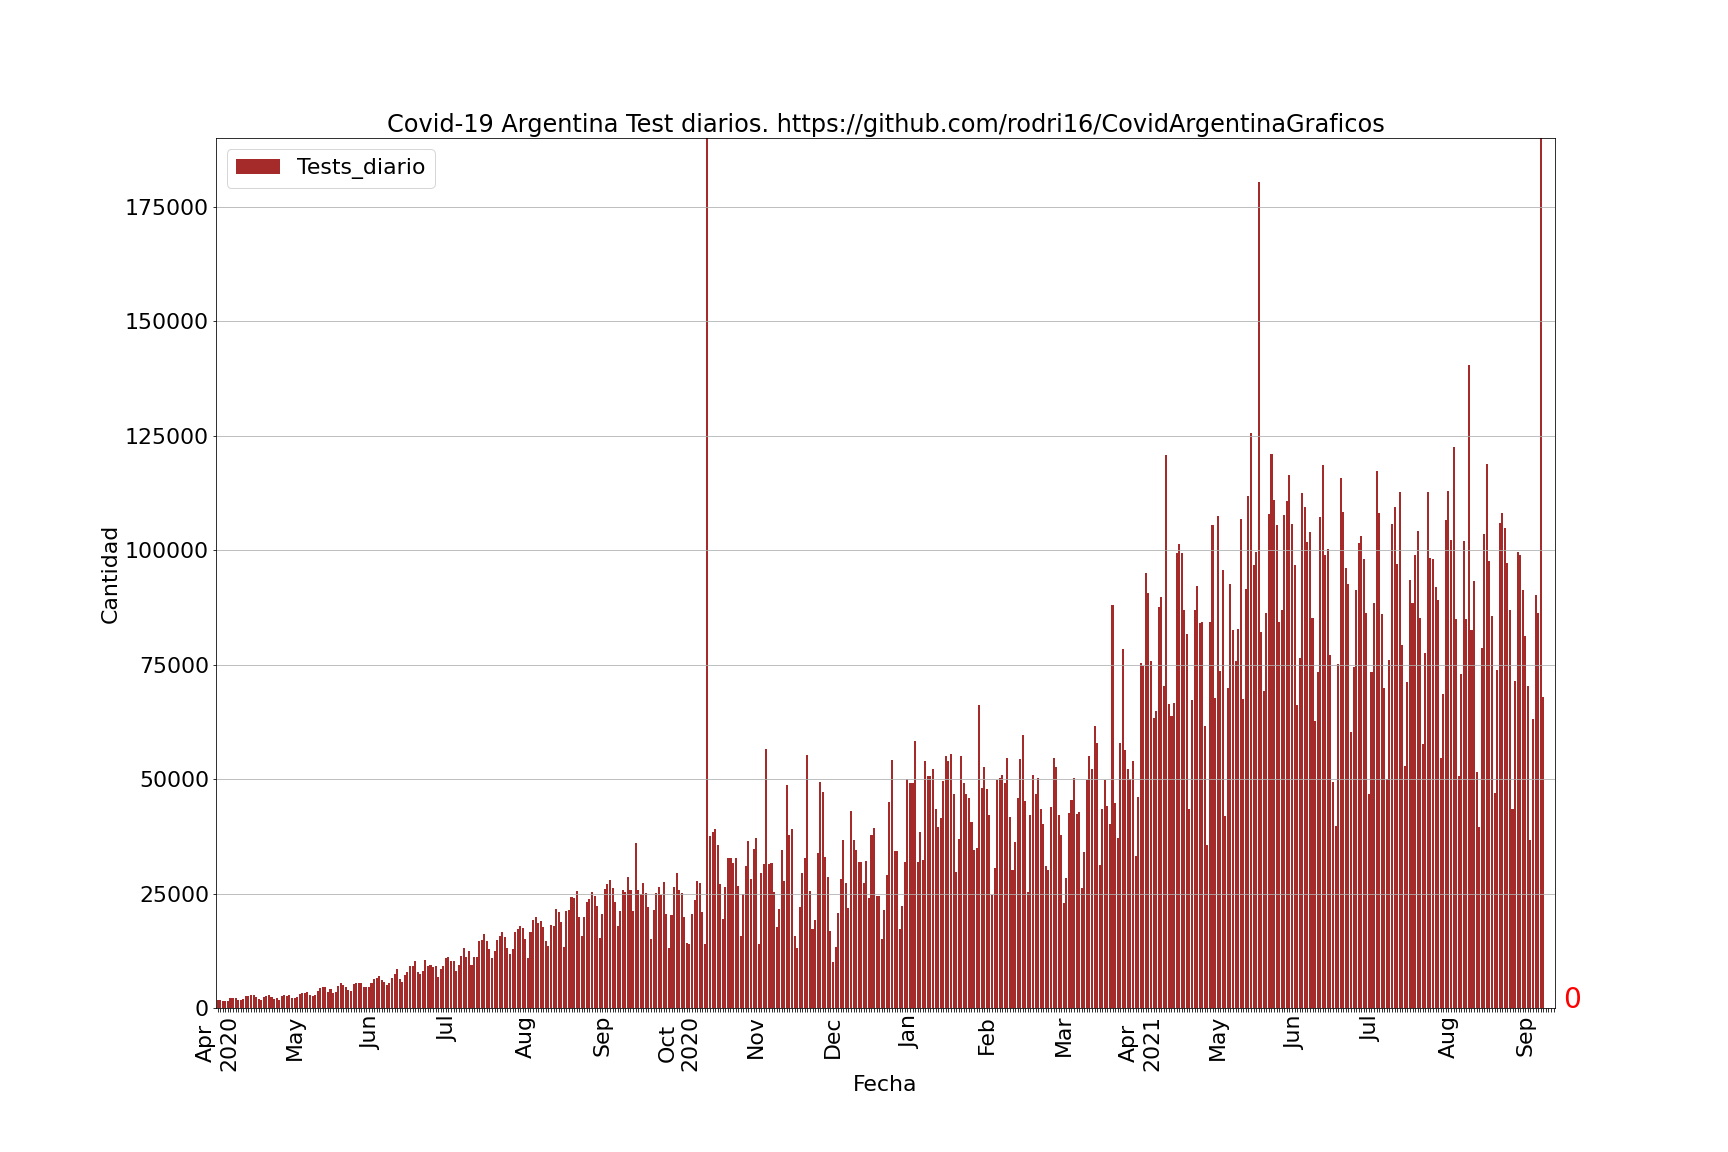 Covid-19 Argentina Test diarios. https://github.com/rodri16/CovidArgentinaGraficos
Tests_diario
175000
150000
125000
100000
75000
50000
25000
0
Cantidad
0
Apr
2020
May
Jun
Jul
Aug
Sep
Oct
2020
Nov
Dec
Jan
Feb
Mar
Apr
2021
May
Jun
Jul
Aug
Sep
Fecha